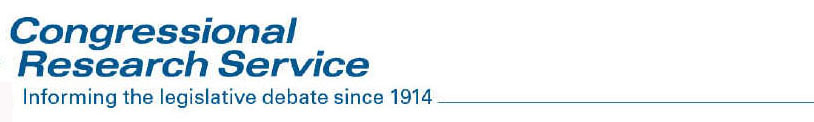 Congressional
Research Service
Informing the legislative debate since 1914